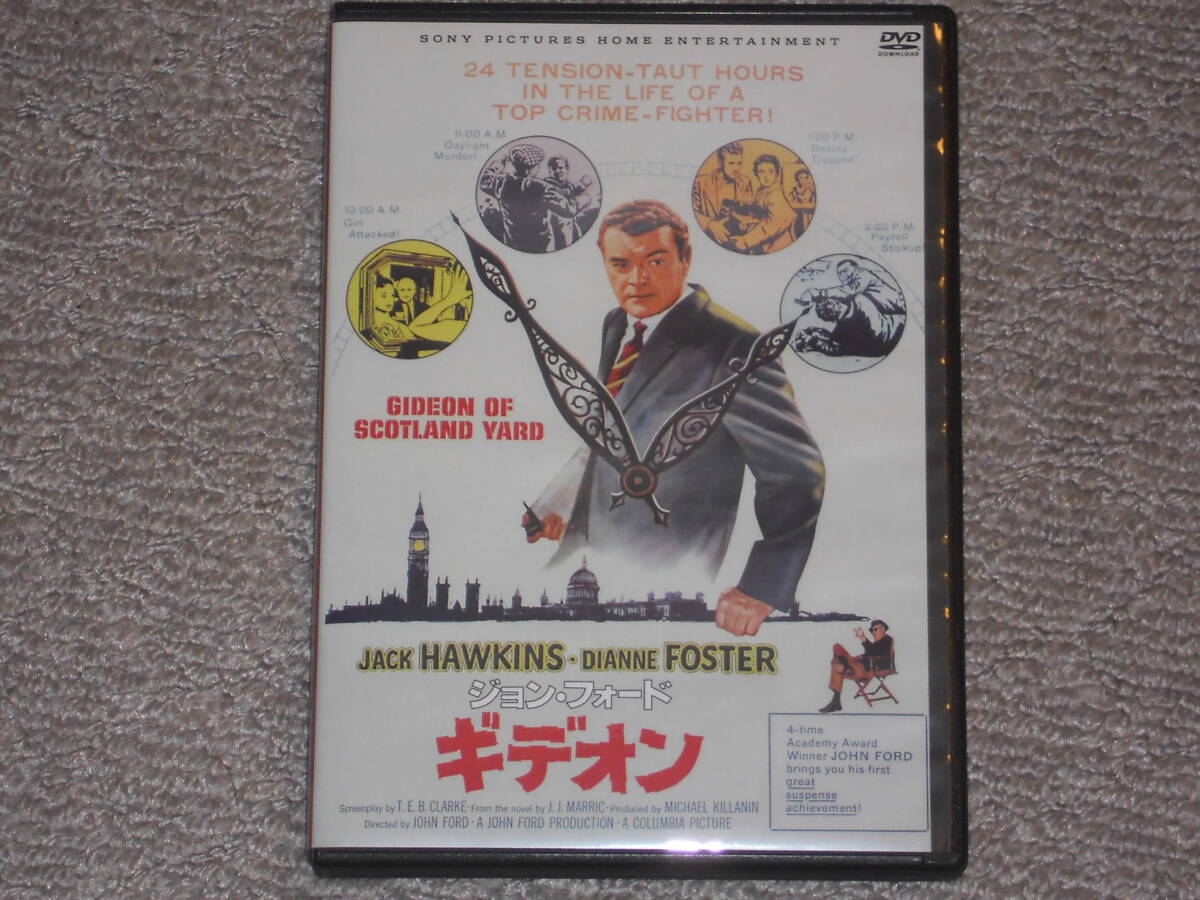 SONY PICTURES HOME ENTERTAINMENT
DVD
DOWNLOAD
24 TENSION-TAUT HOURS
IN THE LIFE OF A
TOP CRIME-FIGHTER!
11:00 A.M.
Daylight
Murder!
1:00 P.M.
Beauty
Trapped!
10:00 A.M.
Girl
Attacked!
3:00 P.M.
Payroll
Stickup!
GIDEON OF
SCOTLAND YARD
JACK HAWKINS · DIANNE FOSTER
ジョン・フォード
ギデオン
4-time
Academy Award
Winner JOHN FORD
brings you his first
great
suspense
achievement!
Screenplay by T. E. B. CLARKE · From the novel by J. J. MARRIC · Produced by MICHAEL KILLANIN
Directed by JOHN FORD · A JOHN FORD PRODUCTION · A COLUMBIA PICTURE